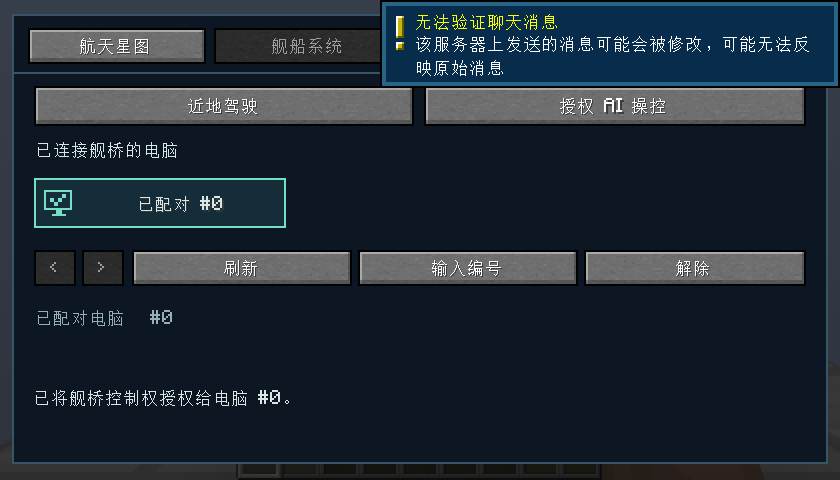 航天星图
舰船系统
无法验证聊天消息
该服务器上发送的消息可能会被修改，可能无法反
映原始消息
近地驾驶
授权 AI 操控
已连接舰桥的电脑
已配对 #0
<
>
刷新
输入编号
解除
已配对电脑 #0
已将舰桥控制权授权给电脑 #0。